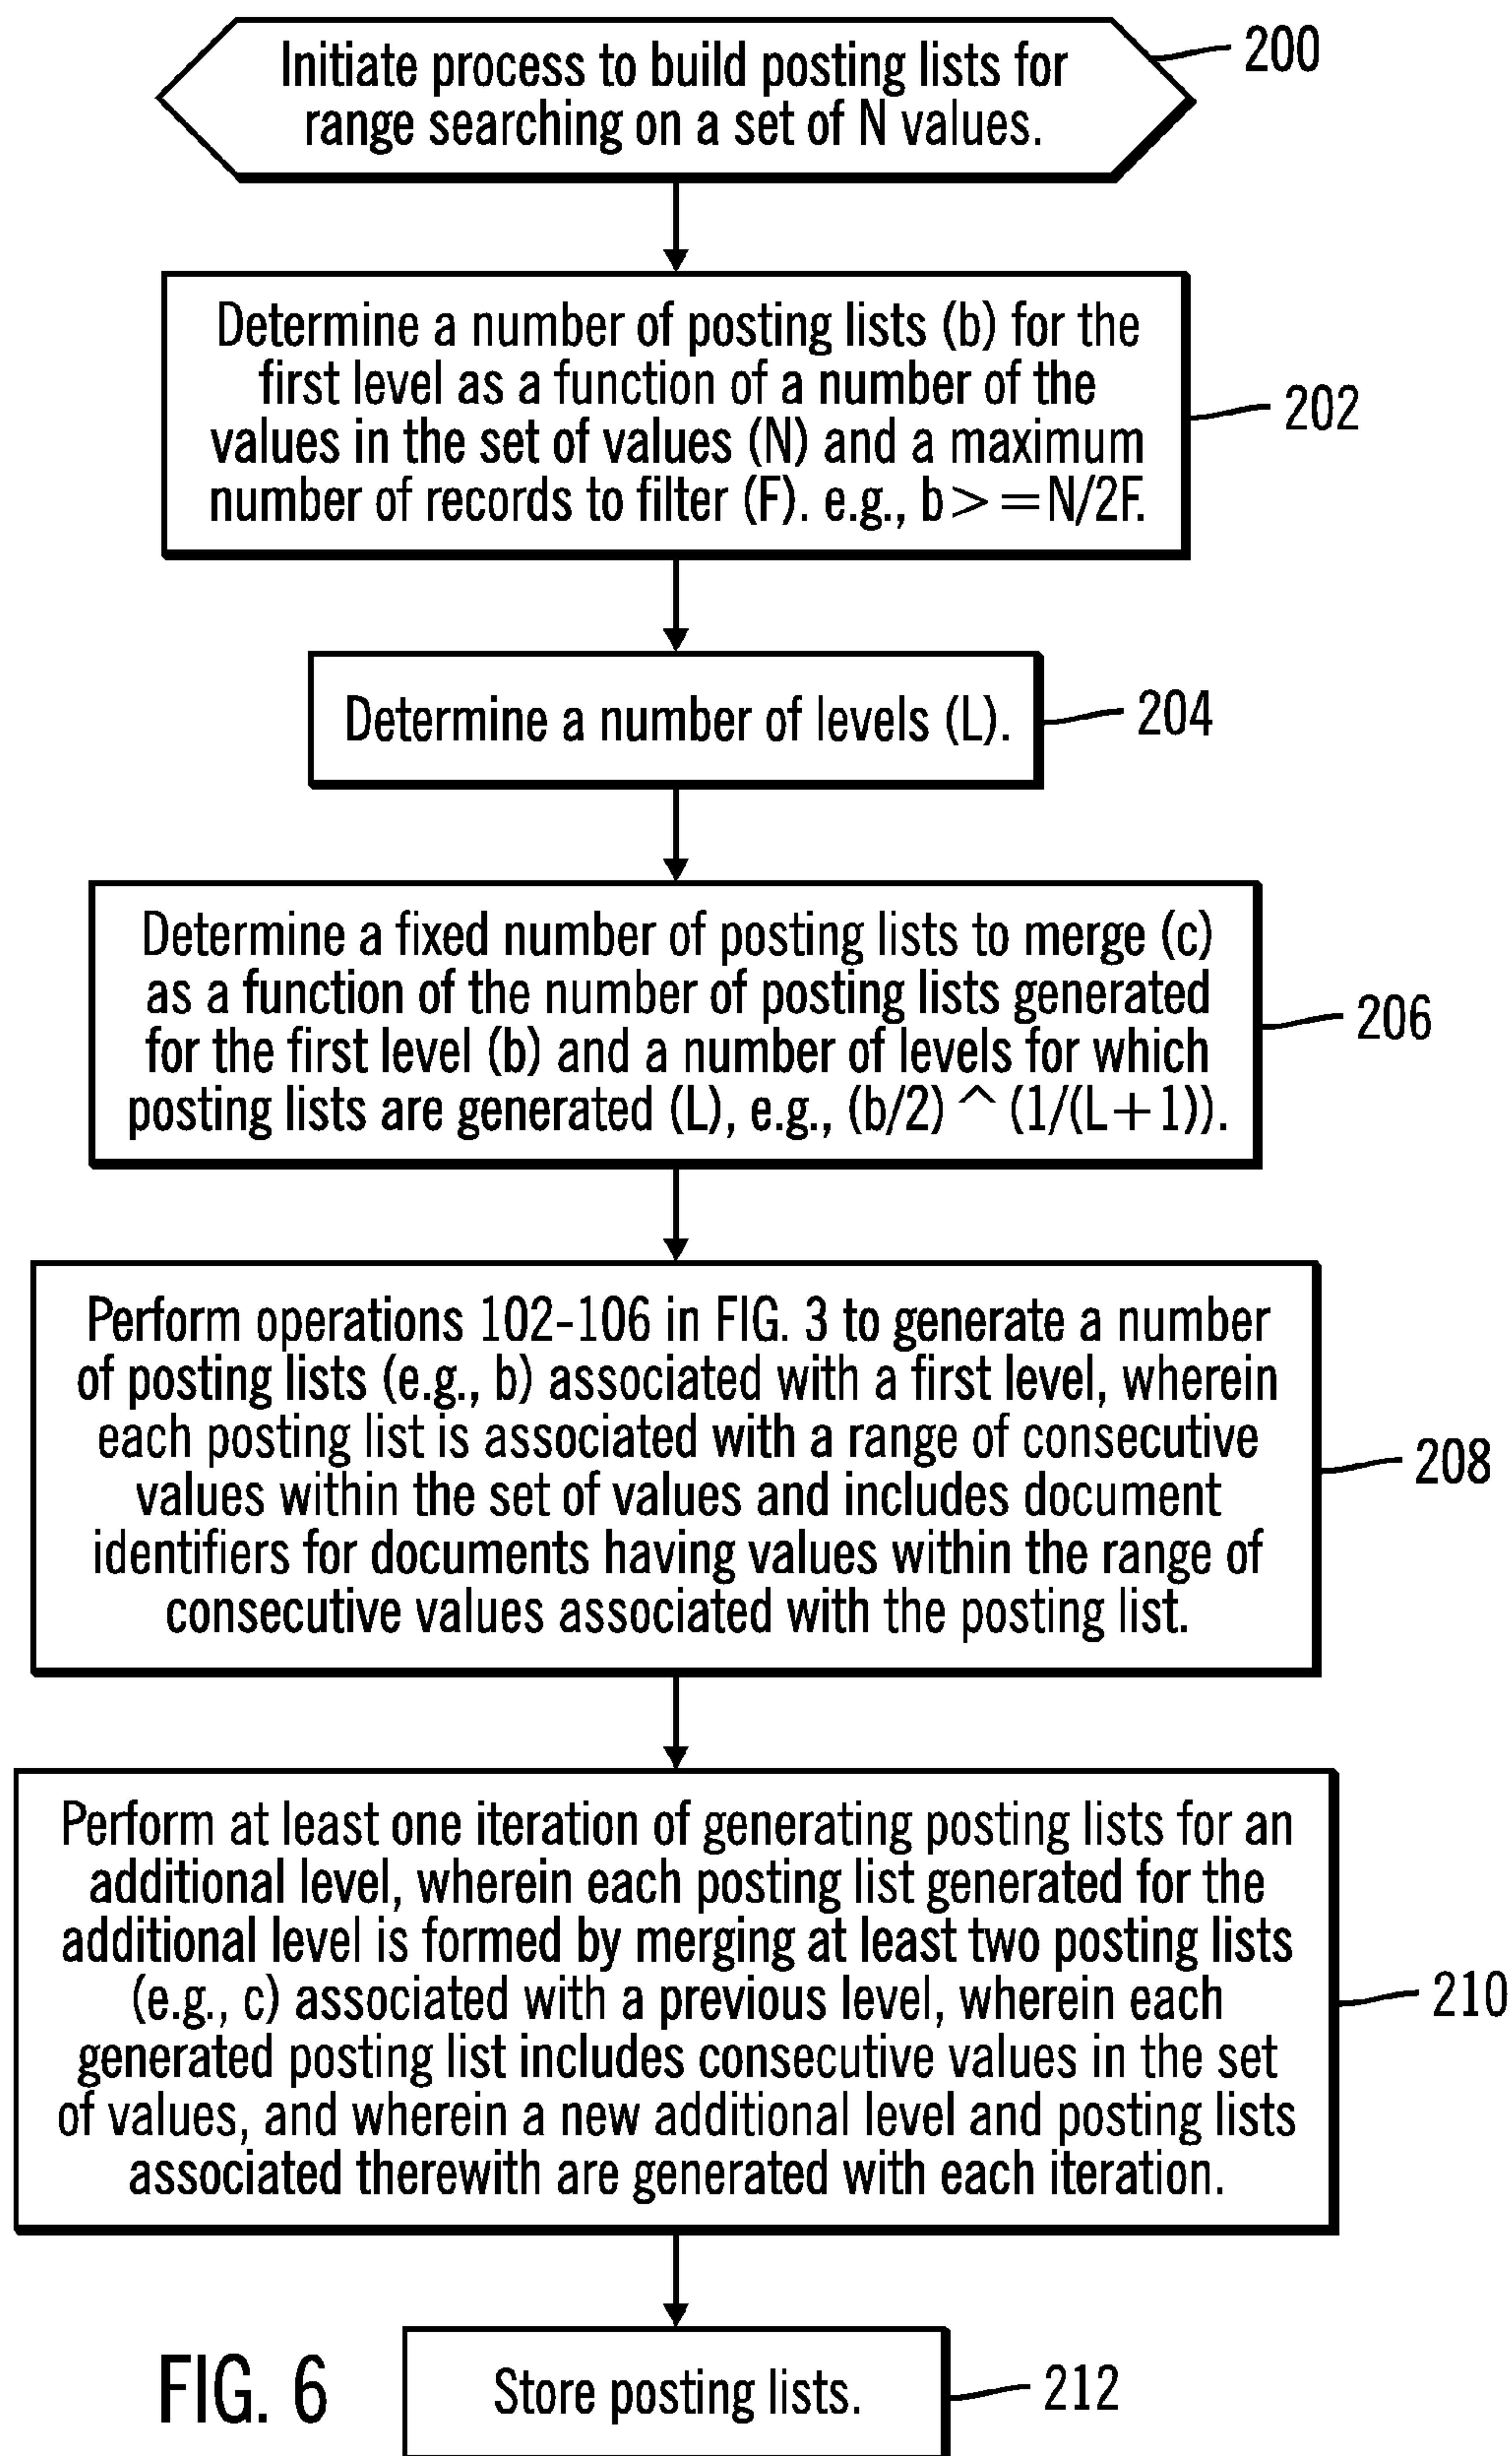 Initiate process to build posting lists for
range searching on a set of N values.
200
Determine a number of posting lists (b) for the
first level as a function of a number of the
values in the set of values (N) and a maximum
number of records to filter (F). e.g., b>=N/2F.
202
Determine a number of levels (L).
204
Determine a fixed number of posting lists to merge (c)
as a function of the number of posting lists generated
for the first level (b) and a number of levels for which
posting lists are generated (L), e.g., (b/2)^(1/(L+1)).
206
Perform operations 102-106 in FIG. 3 to generate a number
of posting lists (e.g., b) associated with a first level, wherein
each posting list is associated with a range of consecutive
values within the set of values and includes document
identifiers for documents having values within the range of
consecutive values associated with the posting list.
208
Perform at least one iteration of generating posting lists for an
additional level, wherein each posting list generated for the
additional level is formed by merging at least two posting lists
(e.g., c) associated with a previous level, wherein each
generated posting list includes consecutive values in the set
of values, and wherein a new additional level and posting lists
associated therewith are generated with each iteration.
210
Store posting lists.
212
FIG. 6